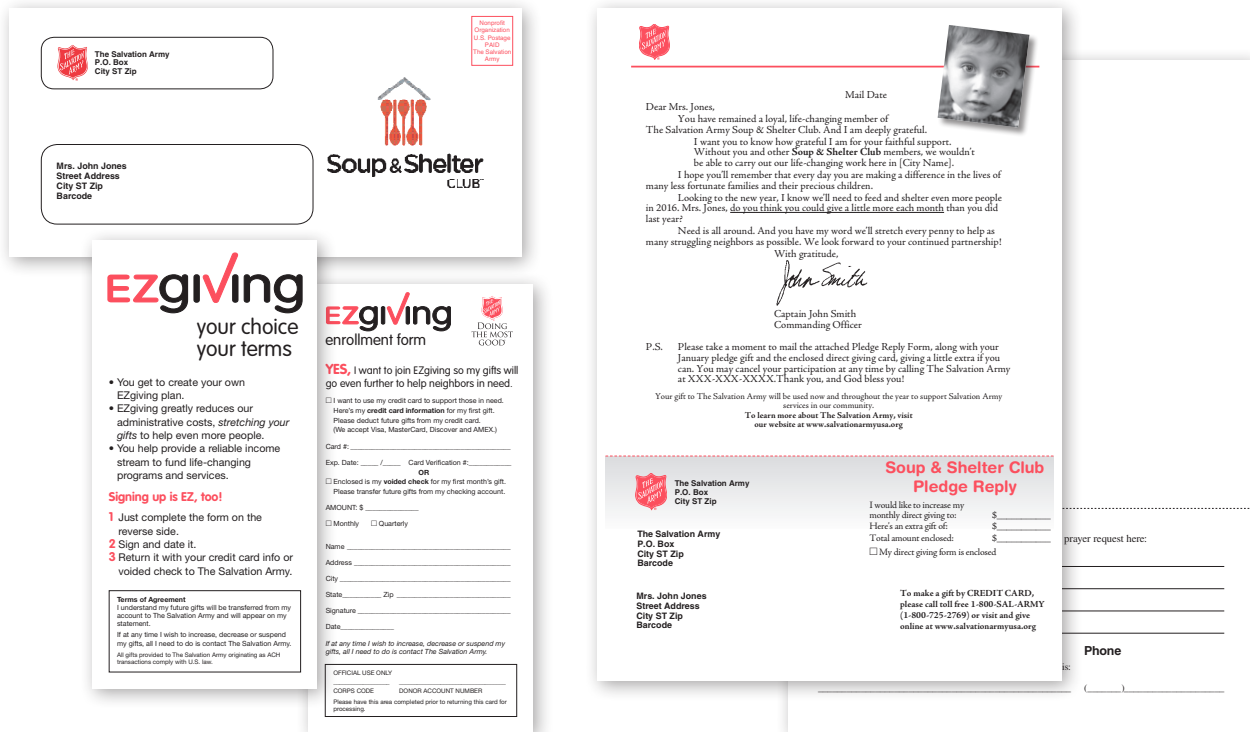 The Salvation Army
P.O. Box
City ST Zip
Nonprofit
Organization
U.S. Postage
PAID
The Salvation
Army
Mrs. John Jones
Street Address
City ST Zip
Barcode
Soup & Shelter
CLUB
EZgiving
your choice
your terms
• You get to create your own
EZgiving plan.
• EZgiving greatly reduces our
administrative costs, stretching your
gifts to help even more people.
• You help provide a reliable income
stream to fund life-changing
programs and services.
Signing up is EZ, too!
1 Just complete the form on the
reverse side.
2 Sign and date it.
3 Return it with your credit card info or
voided check to The Salvation Army.
Terms of Agreement
I understand my future gifts will be transferred from my
account to The Salvation Army and will appear on my
statement.
If at any time I wish to increase, decrease or suspend
my gifts, all I need to do is contact The Salvation Army.
All gifts provided to The Salvation Army originating as ACH
transactions comply with U.S. law.
EZgiving
enrollment form
THE SALVATION ARMY
DOING
THE MOST
GOOD
YES, I want to join EZgiving so my gifts will
go even further to help neighbors in need.
☐ I want to use my credit card to support those in need.
Here's my credit card information for my first gift.
Please deduct future gifts from my credit card.
(We accept Visa, MasterCard, Discover and AMEX.)
Card #: ____________
Exp. Date: _____ /_____ Card Verification #:___________
OR
☐ Enclosed is my voided check for my first month's gift.
Please transfer future gifts from my checking account.
AMOUNT: $ ______________
☐ Monthly ☐ Quarterly
Name ____________
Address ____________
City ____________
State__________ Zip ____________
Signature ____________
Date______________
If at any time I wish to increase, decrease or suspend my
gifts, all I need to do is contact The Salvation Army.
OFFICIAL USE ONLY
CORPS CODE DONOR ACCOUNT NUMBER
Please have this area completed prior to returning this card for
processing.
THE SALVATION ARMY
Mail Date
Dear Mrs. Jones,
You have remained a loyal, life-changing member of
The Salvation Army Soup & Shelter Club. And I am deeply grateful.
I want you to know how grateful I am for your faithful support.
Without you and other Soup & Shelter Club members, we wouldn't
be able to carry out our life-changing work here in [City Name].
I hope you'll remember that every day you are making a difference in the lives of
many less fortunate families and their precious children.
Looking to the new year, I know we'll need to feed and shelter even more people
in 2016. Mrs. Jones, do you think you could give a little more each month than you did
last year?
Need is all around. And you have my word we'll stretch every penny to help as
many struggling neighbors as possible. We look forward to your continued partnership!
With gratitude,
John Smith
Captain John Smith
Commanding Officer
P.S. Please take a moment to mail the attached Pledge Reply Form, along with your
January pledge gift and the enclosed direct giving card, giving a little extra if you
can. You may cancel your participation at any time by calling The Salvation Army
at XXX-XXX-XXXX.Thank you, and God bless you!
Your gift to The Salvation Army will be used now and throughout the year to support Salvation Army
services in our community.
To learn more about The Salvation Army, visit
our website at www.salvationarmyusa.org
THE SALVATION ARMY
The Salvation Army
P.O. Box
City ST Zip
Soup & Shelter Club
Pledge Reply
I would like to increase my
monthly direct giving to: $__________
Here's an extra gift of: $__________
Total amount enclosed: $__________
☐ My direct giving form is enclosed
The Salvation Army
P.O. Box
City ST Zip
Barcode
Mrs. John Jones
Street Address
City ST Zip
Barcode
To make a gift by CREDIT CARD,
please call toll free 1-800-SAL-ARMY
(1-800-725-2769) or visit and give
online at www.salvationarmyusa.org
prayer request here:
Phone
is:
(_______)____________